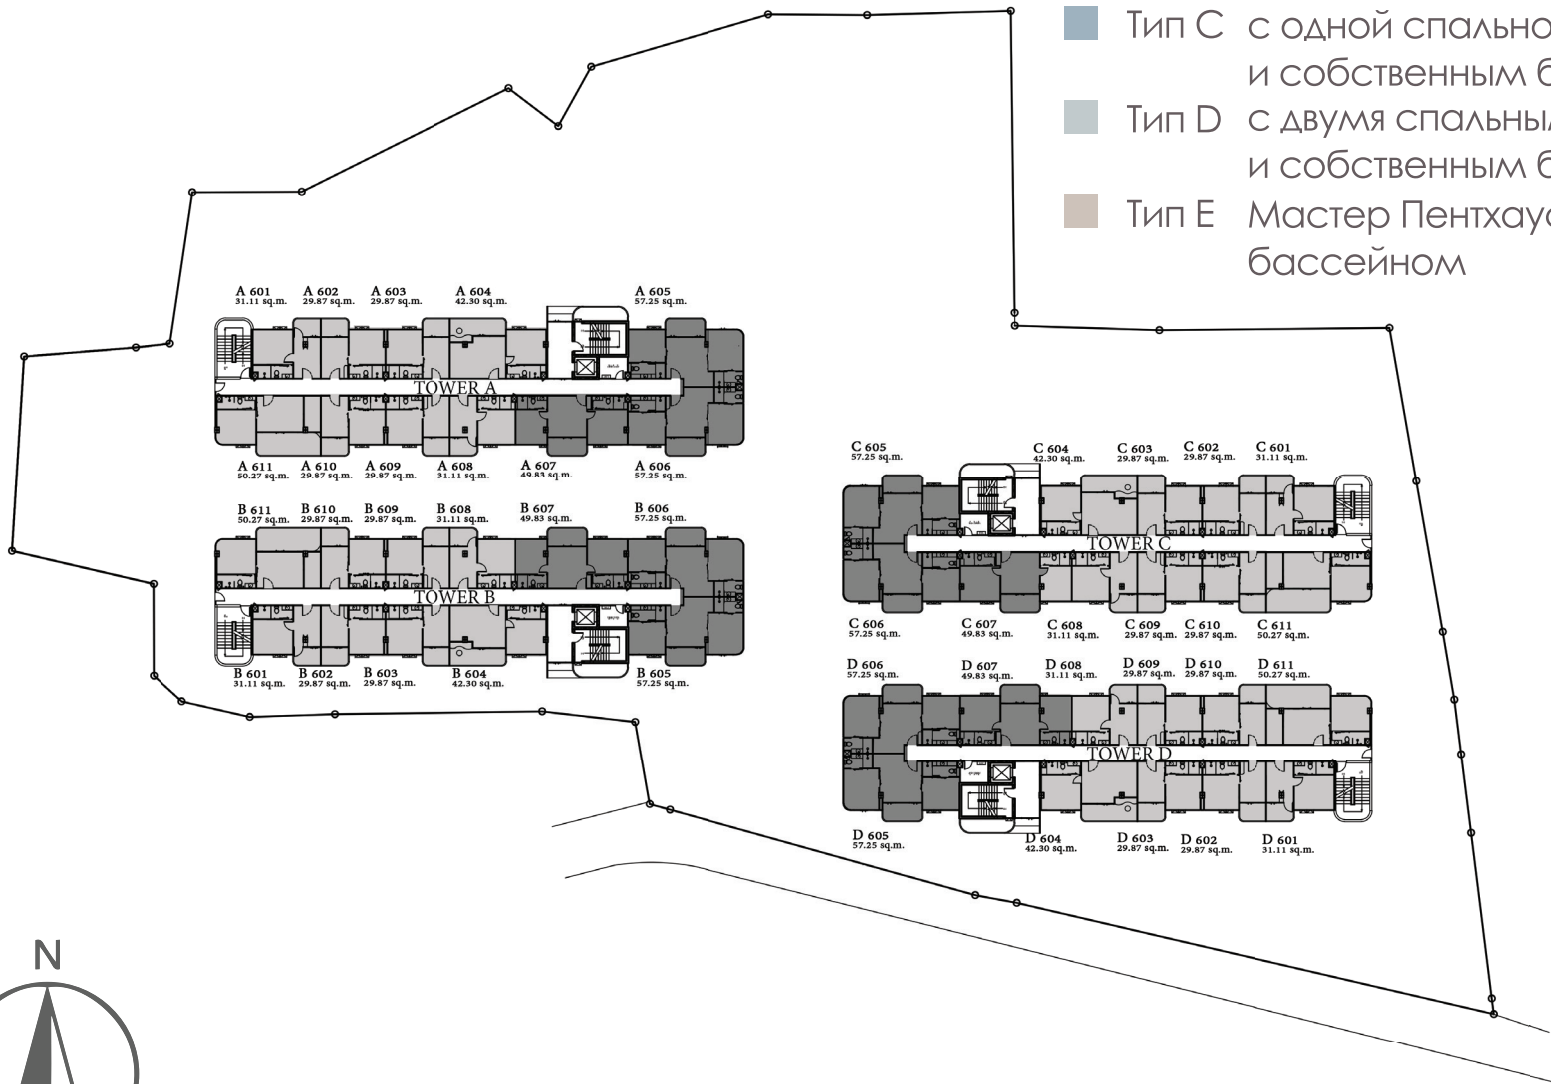 Тип C с одной спально
и собственным б
Тип D с двумя спальны
и собственным б
Тип E Мастер Пентхаус
бассейном
A 601 A 602 A 603 A 604 A 605
31.11 sq.m. 29.87 sq.m. 29.87 sq.m. 42.30 sq.m. 57.25 sq.m.
TOWER A
A 611 A 610 A 609 A 608 A 607 A 606
50.27 sq.m. 29.87 sq.m. 29.87 sq.m. 31.11 sq.m. 49.83 sq.m. 57.25 sq.m.
B 611 B 610 B 609 B 608 B 607 B 606
50.27 sq.m. 29.87 sq.m. 29.87 sq.m. 31.11 sq.m. 49.83 sq.m. 57.25 sq.m.
TOWER B
B 601 B 602 B 603 B 604 B 605
31.11 sq.m. 29.87 sq.m. 29.87 sq.m. 42.30 sq.m. 57.25 sq.m.
C 605 C 604 C 603 C 602 C 601
57.25 sq.m. 42.30 sq.m. 29.87 sq.m. 29.87 sq.m. 31.11 sq.m.
TOWER C
C 606 C 607 C 608 C 609 C 610 C 611
57.25 sq.m. 49.83 sq.m. 31.11 sq.m. 29.87 sq.m. 29.87 sq.m. 50.27 sq.m.
D 606 D 607 D 608 D 609 D 610 D 611
57.25 sq.m. 49.83 sq.m. 31.11 sq.m. 29.87 sq.m. 29.87 sq.m. 50.27 sq.m.
TOWER D
D 605 D 604 D 603 D 602 D 601
57.25 sq.m. 42.30 sq.m. 29.87 sq.m. 29.87 sq.m. 31.11 sq.m.
N